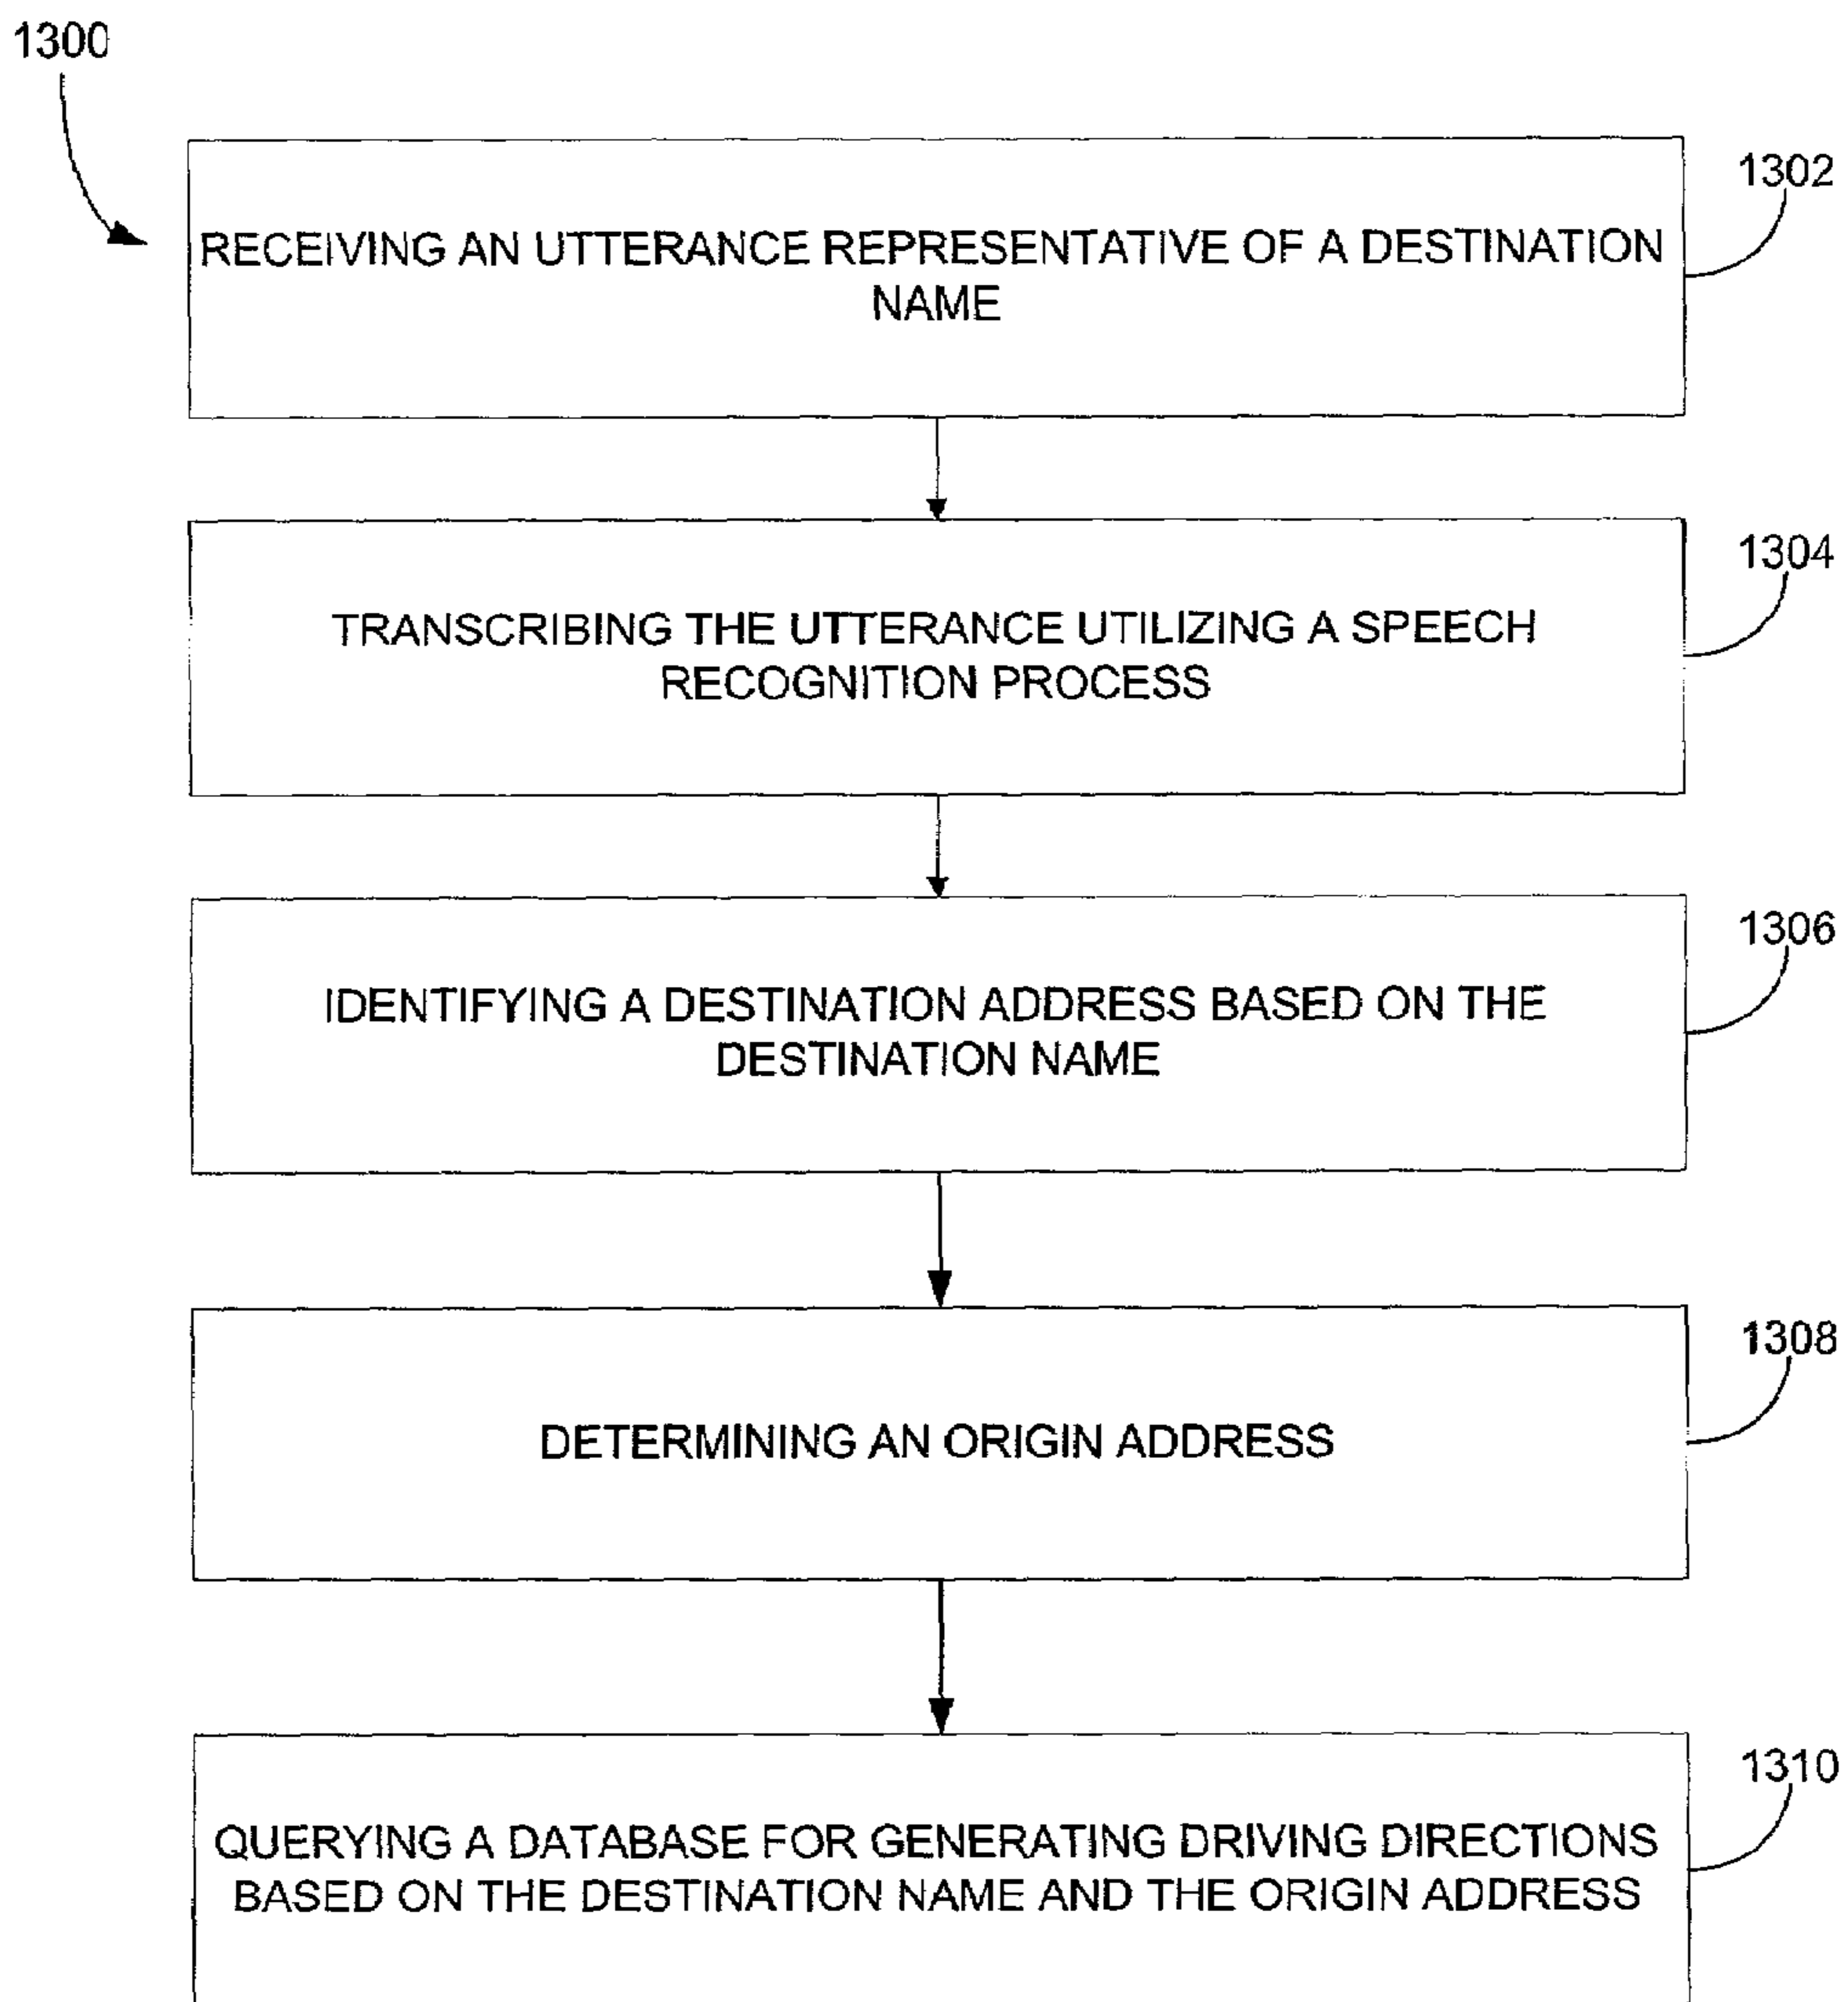 1300
1302
RECEIVING AN UTTERANCE REPRESENTATIVE OF A DESTINATION
NAME
1304
TRANSCRIBING THE UTTERANCE UTILIZING A SPEECH
RECOGNITION PROCESS
1306
IDENTIFYING A DESTINATION ADDRESS BASED ON THE
DESTINATION NAME
1308
DETERMINING AN ORIGIN ADDRESS
1310
QUERYING A DATABASE FOR GENERATING DRIVING DIRECTIONS
BASED ON THE DESTINATION NAME AND THE ORIGIN ADDRESS